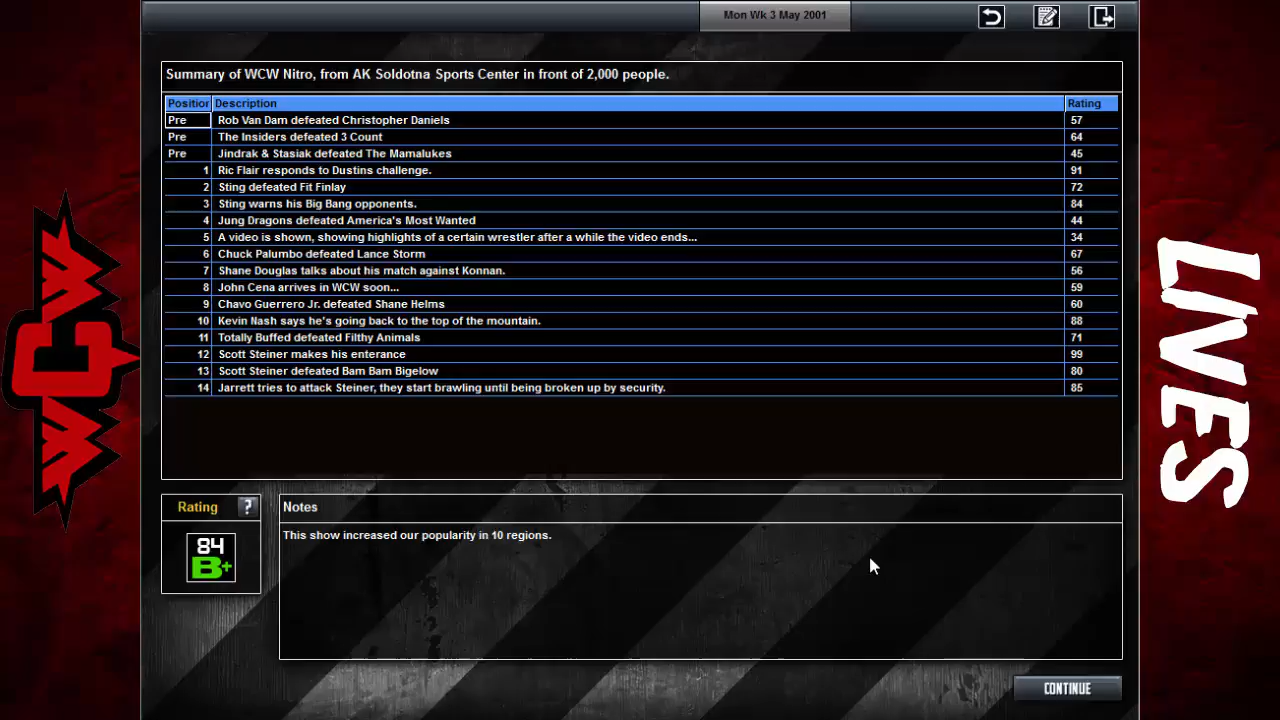 Mon Wk 3 May 2001
Summary of WCW Nitro, from AK Soldotna Sports Center in front of 2,000 people.
Position Description Rating
Pre Rob Van Dam defeated Christopher Daniels 57
Pre The Insiders defeated 3 Count 64
Pre Jindrak & Stasiak defeated The Mamalukes 45
1 Ric Flair responds to Dustins challenge. 91
2 Sting defeated Fit Finlay 72
3 Sting warns his Big Bang opponents. 84
4 Jung Dragons defeated America's Most Wanted 44
5 A video is shown, showing highlights of a certain wrestler after a while the video ends... 34
6 Chuck Palumbo defeated Lance Storm 67
7 Shane Douglas talks about his match against Konnan. 56
8 John Cena arrives in WCW soon... 59
9 Chavo Guerrero Jr. defeated Shane Helms 60
10 Kevin Nash says he's going back to the top of the mountain. 88
11 Totally Buffed defeated Filthy Animals 71
12 Scott Steiner makes his enterance 99
13 Scott Steiner defeated Bam Bam Bigelow 80
14 Jarrett tries to attack Steiner, they start brawling until being broken up by security. 85
Rating ? Notes
84
B+
This show increased our popularity in 10 regions.
CONTINUE
WCW
LIVES